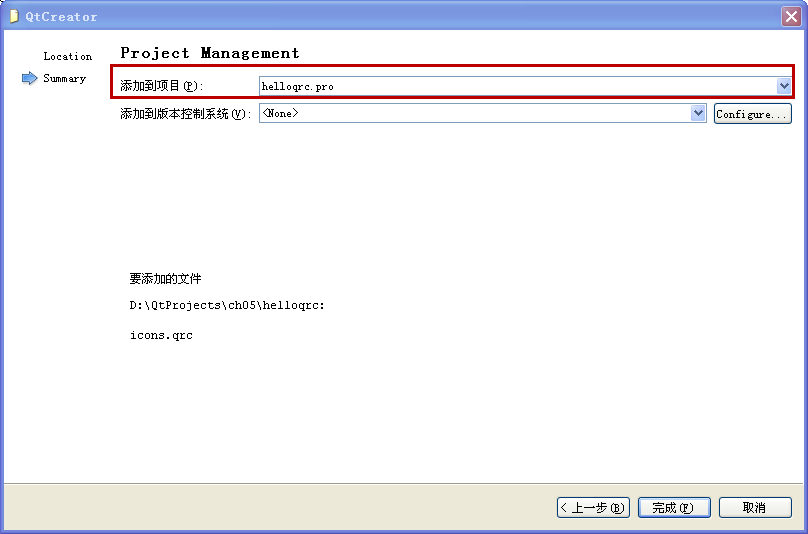 QtCreator
Location
Summary
Project Management
添加到项目(P):
helloqrc.pro
添加到版本控制系统(V):
<None>
Configure...
要添加的文件
D:\QtProjects\ch05\helloqrc:
icons.qrc
< 上一步(B)
完成(F)
取消